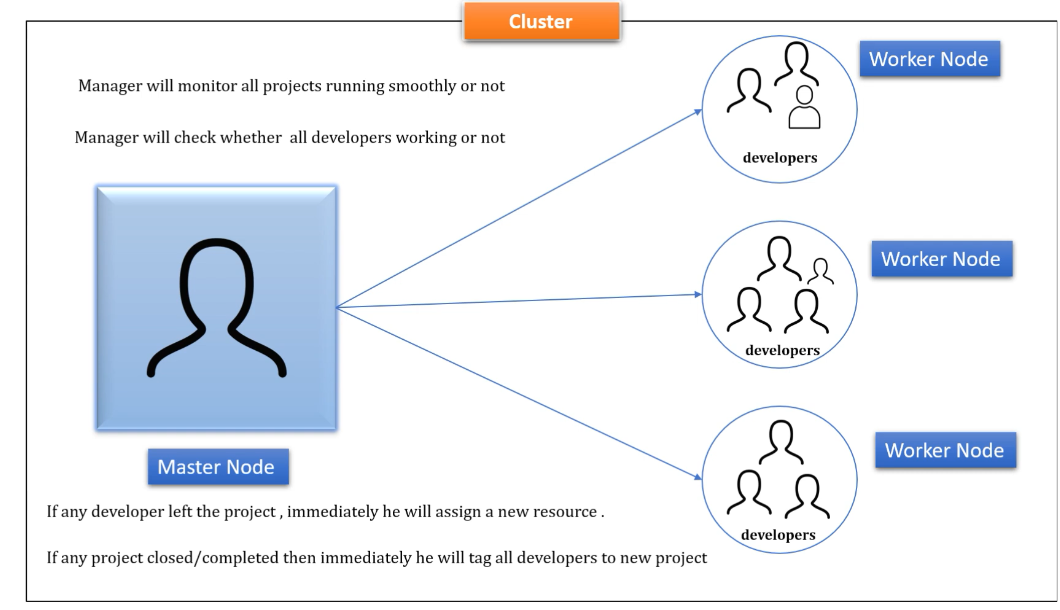 Cluster
Worker Node
Manager will monitor all projects running smoothly or not
Manager will check whether all developers working or not
developers
Worker Node
developers
Worker Node
Master Node
If any developer left the project , immediately he will assign a new resource .
developers
If any project closed/completed then immediately he will tag all developers to new project